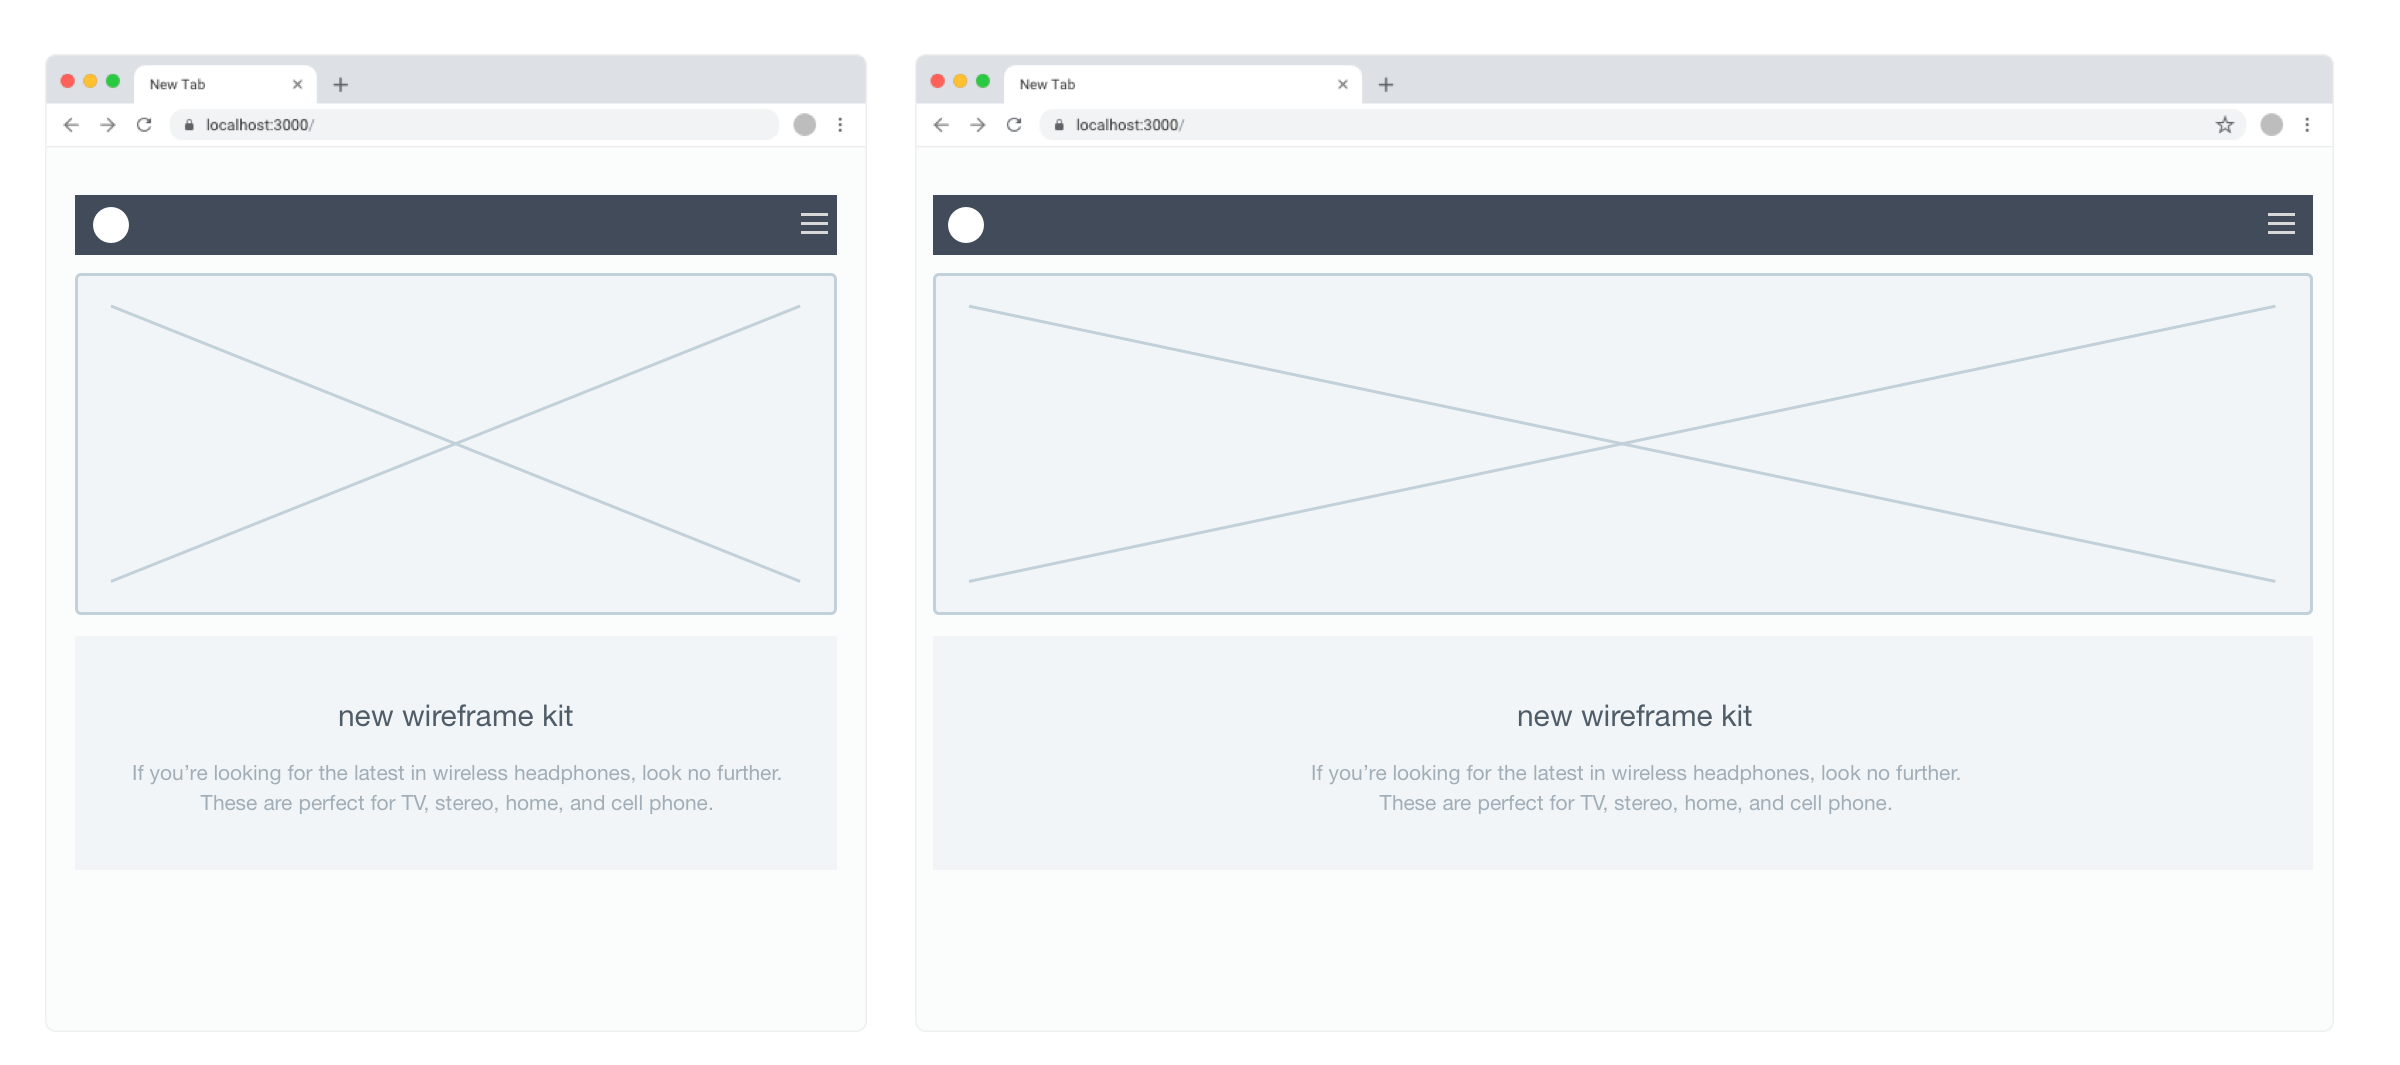 New Tab
localhost:3000/
new wireframe kit
If you’re looking for the latest in wireless headphones, look no further.
These are perfect for TV, stereo, home, and cell phone.
New Tab
localhost:3000/
new wireframe kit
If you’re looking for the latest in wireless headphones, look no further.
These are perfect for TV, stereo, home, and cell phone.